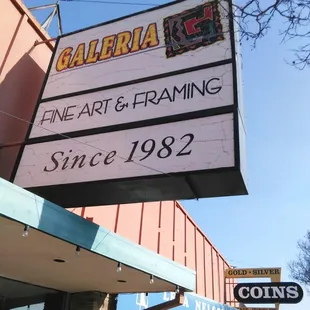 GALERIA
FINE ART & FRAMING
Since 1982
GOLD • SILVER
COINS